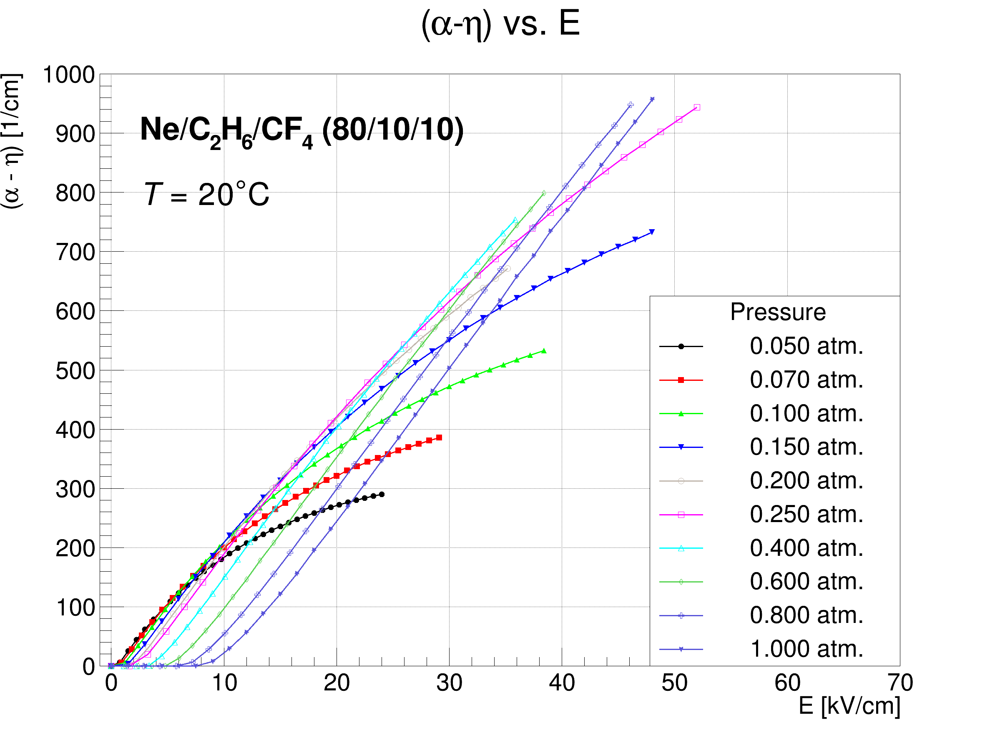 (α-η) vs. E
(α - η) [1/cm]
1000
900
800
700
600
500
400
300
200
100
0
Ne/C₂H₆/CF₄ (80/10/10)
T = 20°C
Pressure
0.050 atm.
0.070 atm.
0.100 atm.
0.150 atm.
0.200 atm.
0.250 atm.
0.400 atm.
0.600 atm.
0.800 atm.
1.000 atm.
0 10 20 30 40 50 60 70
E [kV/cm]